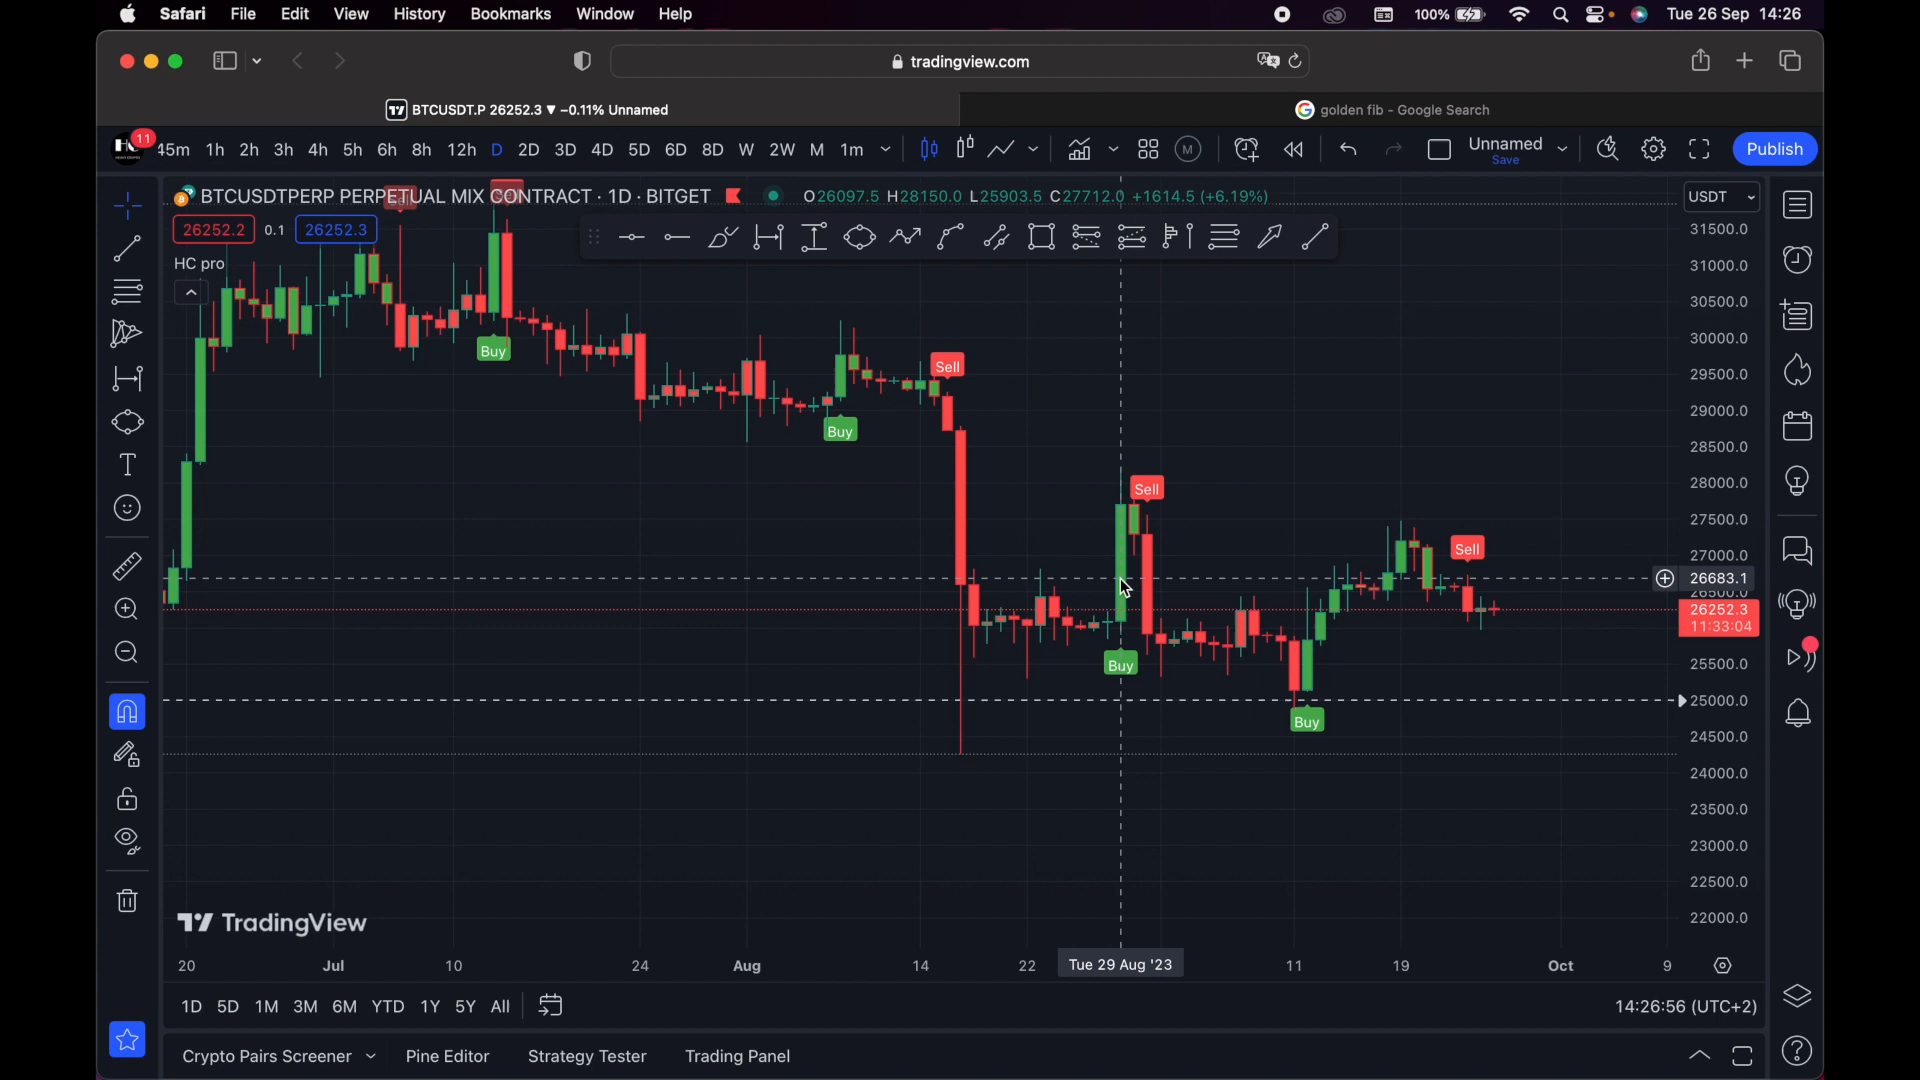 Safari File Edit View History Bookmarks Window Help 100% Tue 26 Sep 14:26
tradingview.com
BTCUSDT.P 26252.3 ▼ −0.11% Unnamed
golden fib - Google Search
11
45m 1h 2h 3h 4h 5h 6h 8h 12h D 2D 3D 4D 5D 6D 8D W 2W M 1m
M
Unnamed
Save
Publish
BTCUSDTPERP PERPETUAL MIX CONTRACT · 1D · BITGET
O26097.5 H28150.0 L25903.5 C27712.0 +1614.5 (+6.19%)
USDT
26252.2 0.1 26252.3
HC pro
31500.0
31000.0
30500.0
30000.0
29500.0
29000.0
28500.0
28000.0
27500.0
27000.0
26683.1
26500.0
26252.3
11:33:04
25500.0
25000.0
24500.0
24000.0
23500.0
23000.0
22500.0
22000.0
Buy
Buy
Sell
Sell
Buy
Sell
Buy
TradingView
20 Jul 10 24 Aug 14 22 Tue 29 Aug '23 11 19 Oct 9
1D 5D 1M 3M 6M YTD 1Y 5Y All
14:26:56 (UTC+2)
Crypto Pairs Screener Pine Editor Strategy Tester Trading Panel